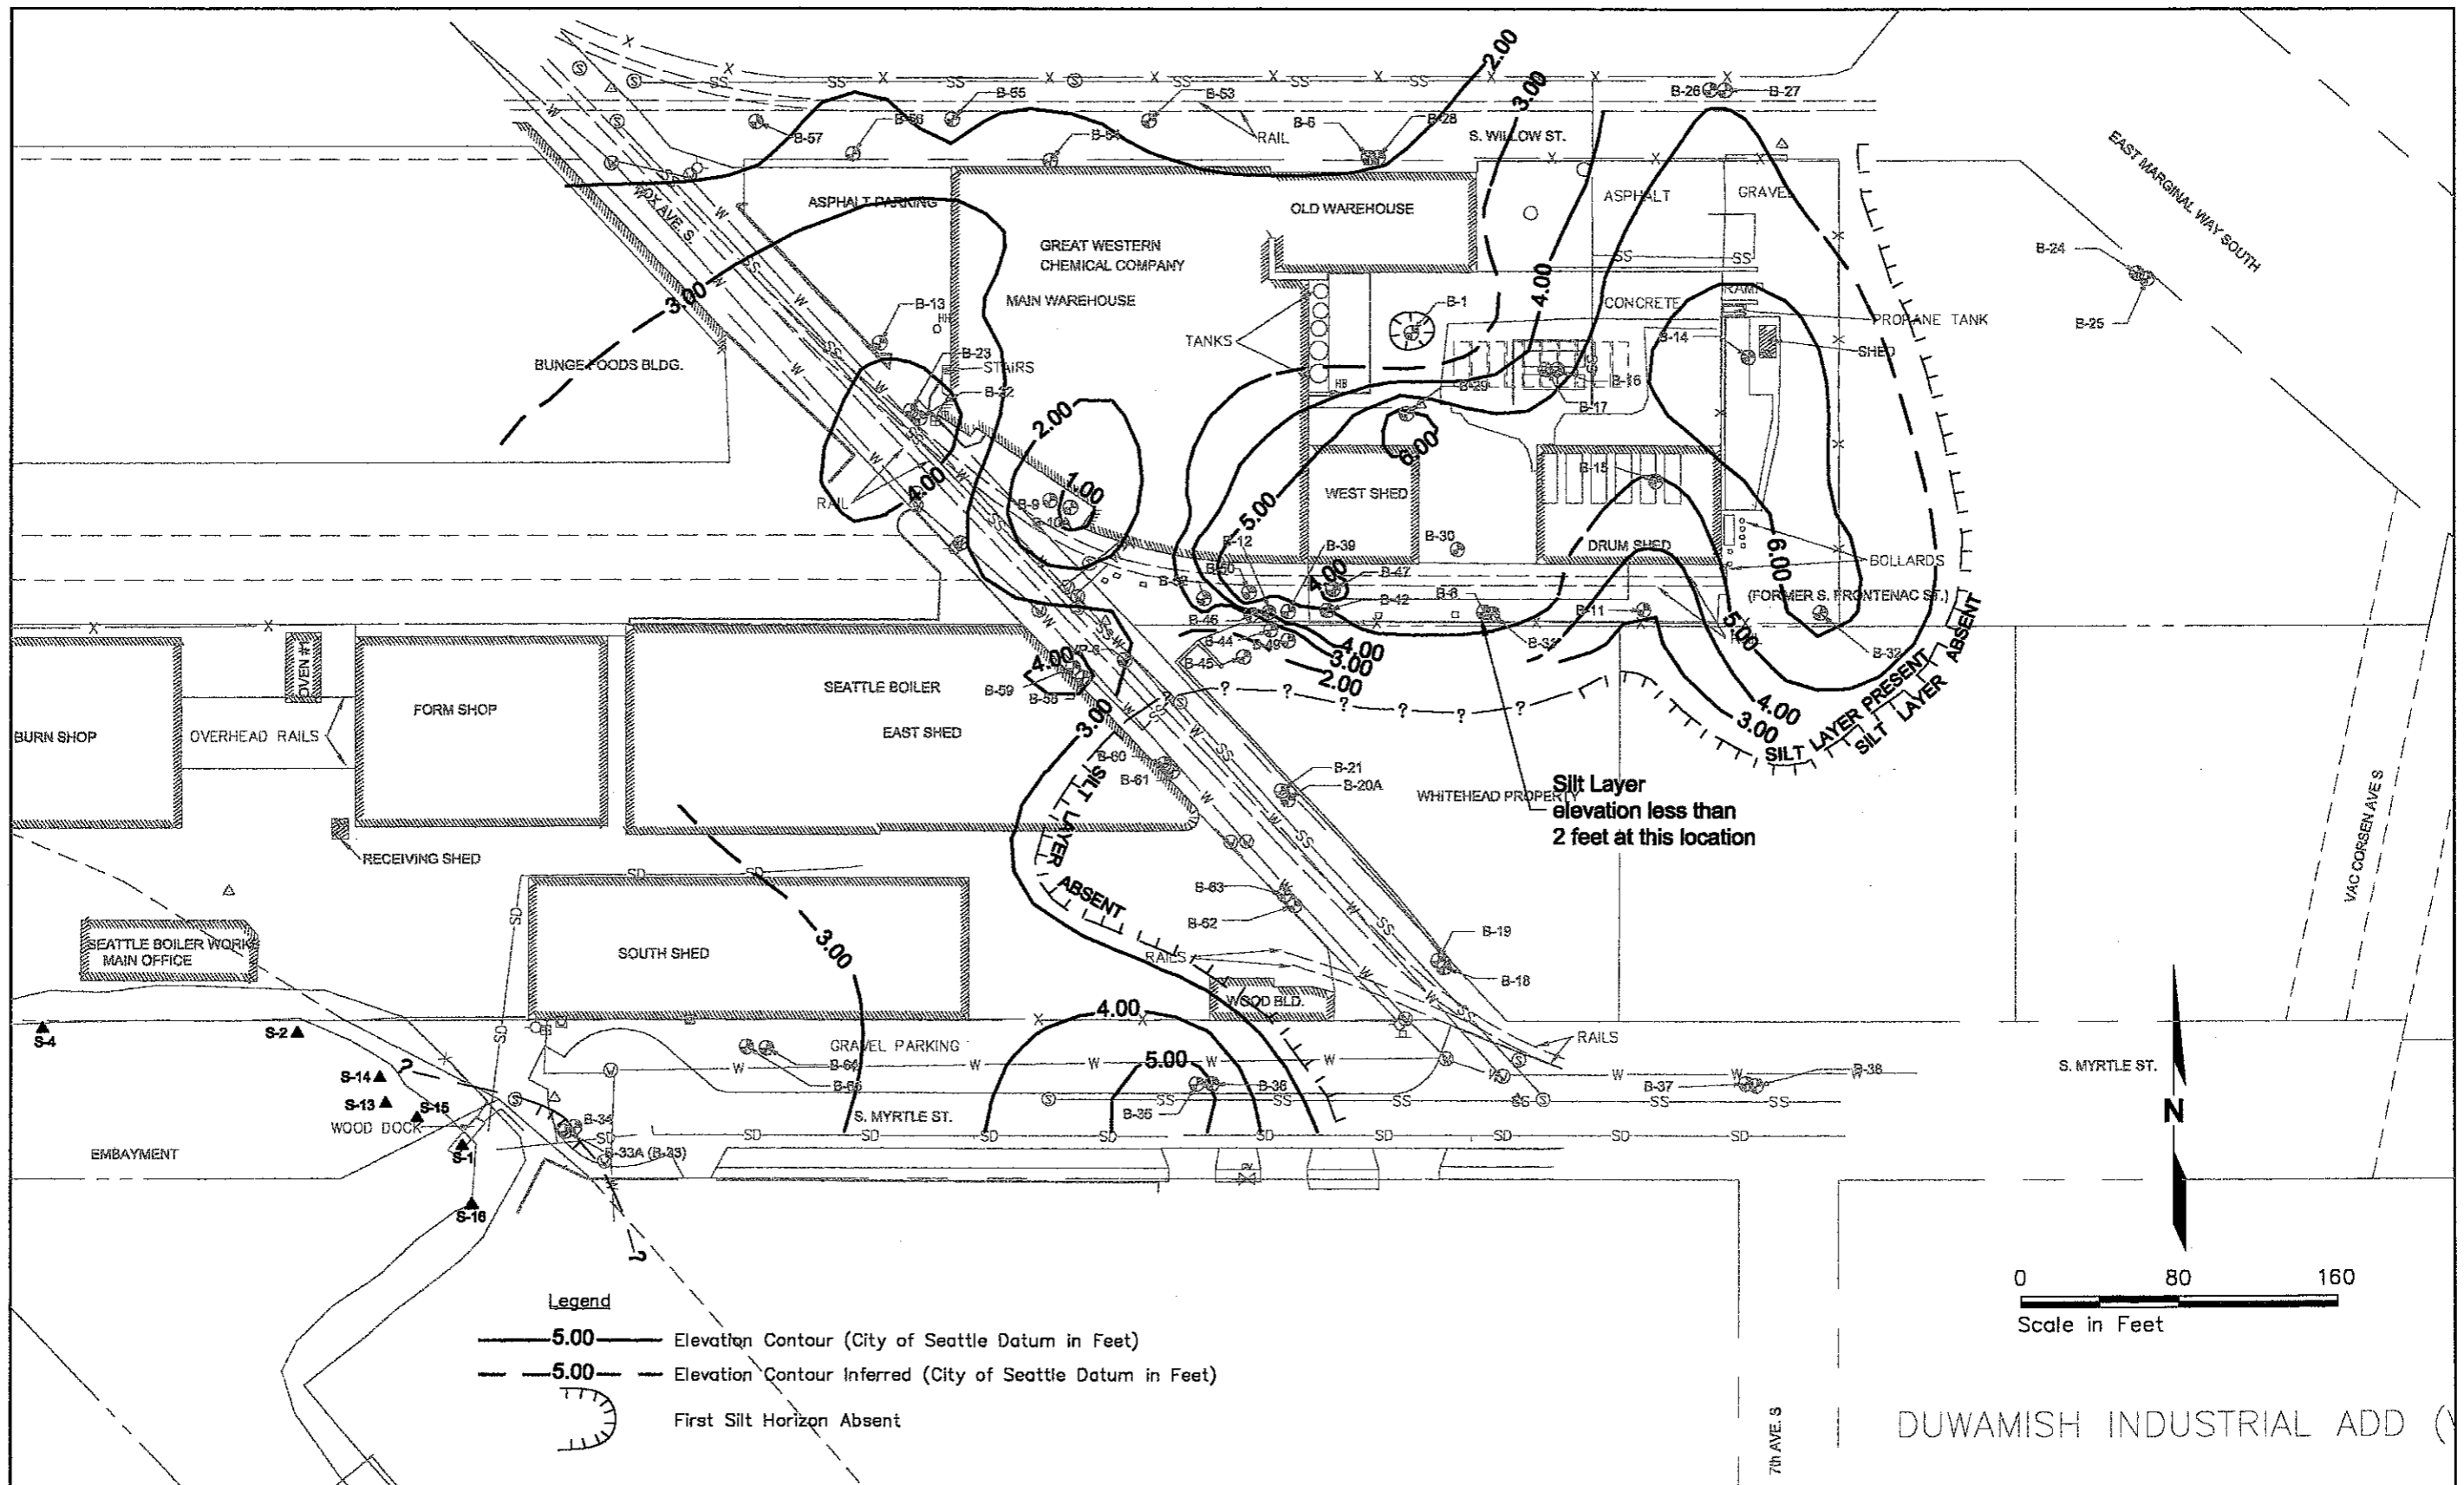 2.00
3.00
B-55
B-53
B-26
B-27
B-57
B-56
B-54
RAIL
B-5
B-28
S. WILLOW ST.
EAST MARGINAL WAY SOUTH
ASPHALT PARKING
OLD WAREHOUSE
ASPHALT
GRAVEL
GREAT WESTERN
CHEMICAL COMPANY
MAIN WAREHOUSE
B-24
B-25
3.00
4.00
B-13
HH
TANKS
B-1
CONCRETE
RAMP
PROPANE TANK
B-14
SHED
BUNGE FOODS BLDG.
B-23
STAIRS
B-22
HB
B-29
B-16
B-17
2.00
6.00
4.00
RAIL
1.00
B-9
B-10A
5.00
WEST SHED
B-15
B-12
B-39
B-30
DRUM SHED
6.00
BOLLARDS
4.00
B-47
B-42
B-6
B-11
(FORMER S. FRONTENAC ST.)
B-46
B-44
B-49
B-45
4.00
3.00
2.00
5.00
B-32
OVEN #1
4.00
B-59
B-58
SEATTLE BOILER
EAST SHED
FORM SHOP
BURN SHOP
OVERHEAD RAILS
3.00
4.00
3.00
SILT LAYER PRESENT
SILT LAYER ABSENT
B-60
B-61
SILT LAYER ABSENT
B-21
B-20A
WHITEHEAD PROPERTY
Silt Layer
elevation less than
2 feet at this location
VAC CORSEN AVE S
RECEIVING SHED
B-63
B-62
3.00
SOUTH SHED
SEATTLE BOILER WORKS
MAIN OFFICE
RAILS
B-19
B-18
WOOD BLD.
4.00
S-4
S-2
GRAVEL PARKING
RAILS
S-14
S-13
S-15
WOOD DOCK
S-1
S-16
EMBAYMENT
B-34
B-33A (B-33)
5.00
B-36
B-35
S. MYRTLE ST.
B-37
B-38
S. MYRTLE ST.
N
0 80 160
Scale in Feet
Legend
5.00 Elevation Contour (City of Seattle Datum in Feet)
5.00 Elevation Contour Inferred (City of Seattle Datum in Feet)
First Silt Horizon Absent
7th AVE. S
DUWAMISH INDUSTRIAL ADD